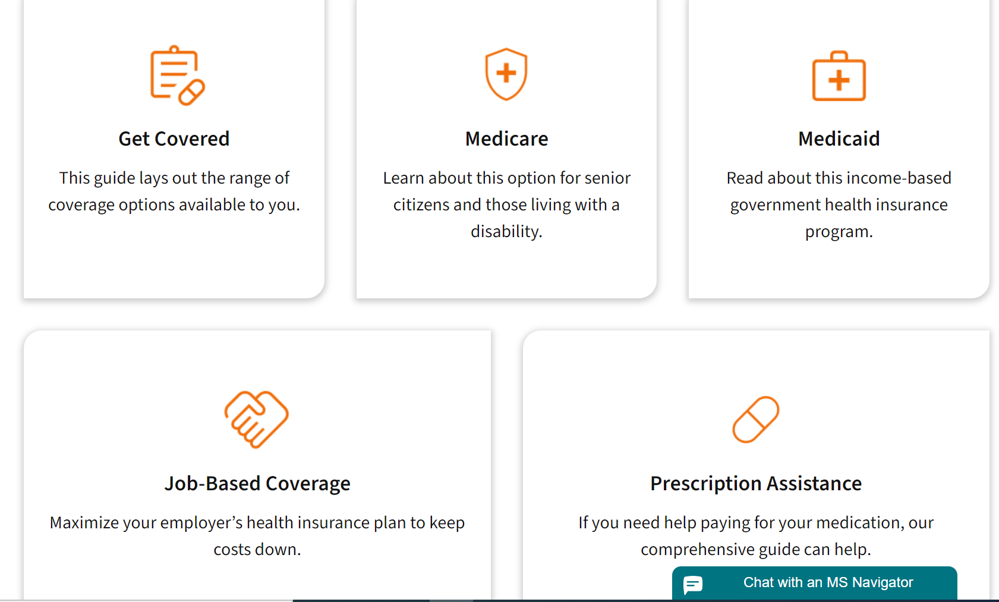 Get Covered
This guide lays out the range of
coverage options available to you.
Medicare
Learn about this option for senior
citizens and those living with a
disability.
Medicaid
Read about this income-based
government health insurance
program.
Job-Based Coverage
Maximize your employer’s health insurance plan to keep
costs down.
Prescription Assistance
If you need help paying for your medication, our
comprehensive guide can help.
Chat with an MS Navigator